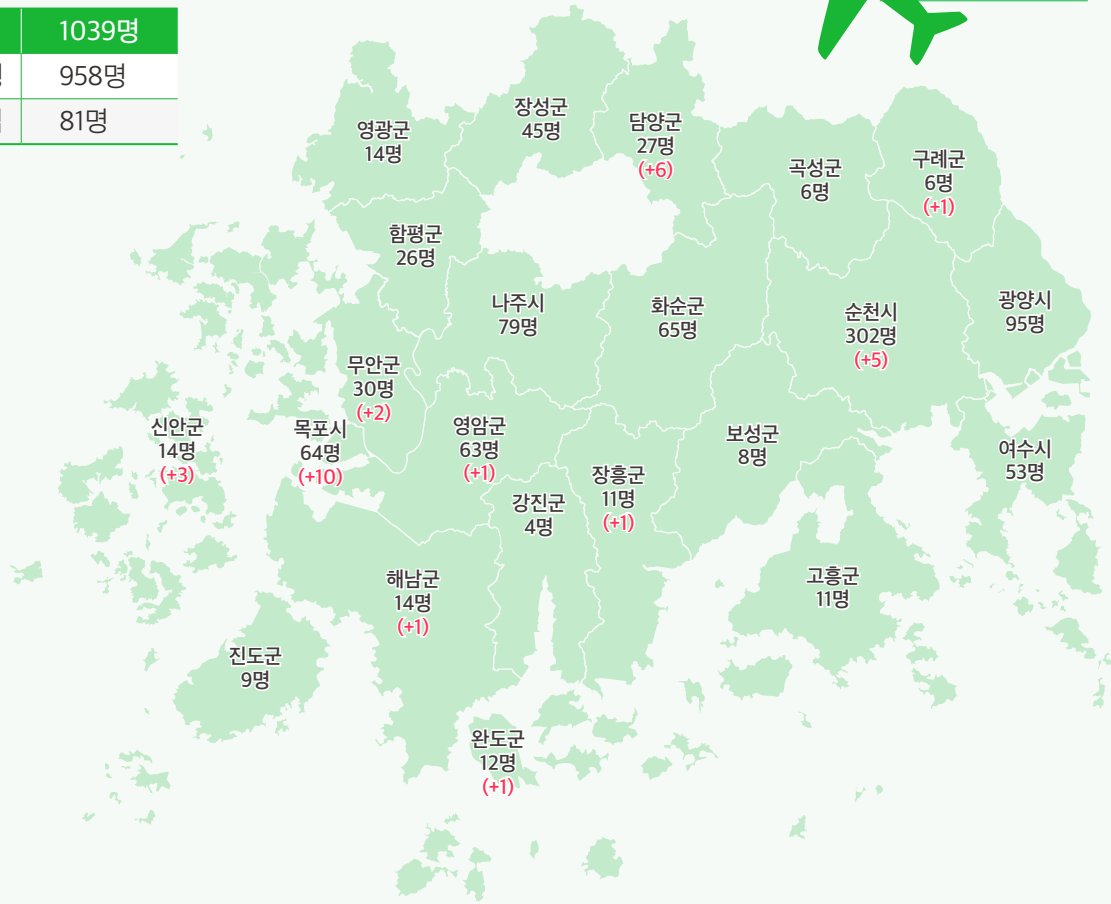 1039명
958명
81명
영광군
14명
장성군
45명
담양군
27명
(+6)
곡성군
6명
구례군
6명
(+1)
함평군
26명
나주시
79명
화순군
65명
순천시
302명
(+5)
광양시
95명
무안군
30명
(+2)
신안군
14명
(+3)
목포시
64명
(+10)
영암군
63명
(+1)
장흥군
11명
(+1)
보성군
8명
여수시
53명
강진군
4명
해남군
14명
(+1)
고흥군
11명
진도군
9명
완도군
12명
(+1)